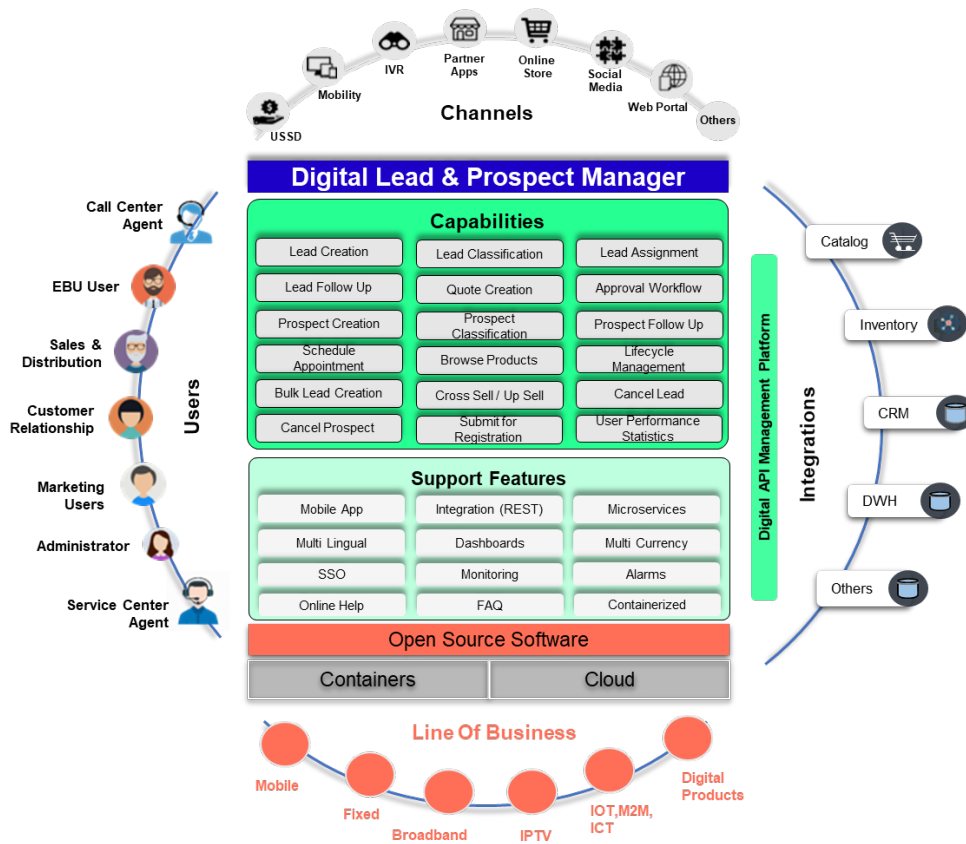 IVR
Partner
Apps
Online
Store
Social
Media
Mobility
Web Portal
USSD
Others
Channels
Digital Lead & Prospect Manager
Call Center
Agent
EBU User
Sales &
Distribution
Customer
Relationship
Marketing
Users
Administrator
Service Center
Agent
Users
Capabilities
Lead Creation
Lead Classification
Lead Assignment
Lead Follow Up
Quote Creation
Approval Workflow
Prospect Creation
Prospect
Classification
Prospect Follow Up
Schedule
Appointment
Browse Products
Lifecycle
Management
Bulk Lead Creation
Cross Sell / Up Sell
Cancel Lead
Cancel Prospect
Submit for
Registration
User Performance
Statistics
Support Features
Mobile App
Integration (REST)
Microservices
Multi Lingual
Dashboards
Multi Currency
SSO
Monitoring
Alarms
Online Help
FAQ
Containerized
Open Source Software
Containers
Cloud
Digital API Management Platform
Integrations
Catalog
Inventory
CRM
DWH
Others
Line Of Business
Mobile
Fixed
Broadband
IPTV
IOT,M2M,
ICT
Digital
Products